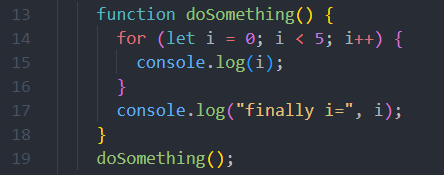 13 function doSomething() {
14 for (let i = 0; i < 5; i++) {
15 console.log(i);
16 }
17 console.log("finally i=", i);
18 }
19 doSomething();